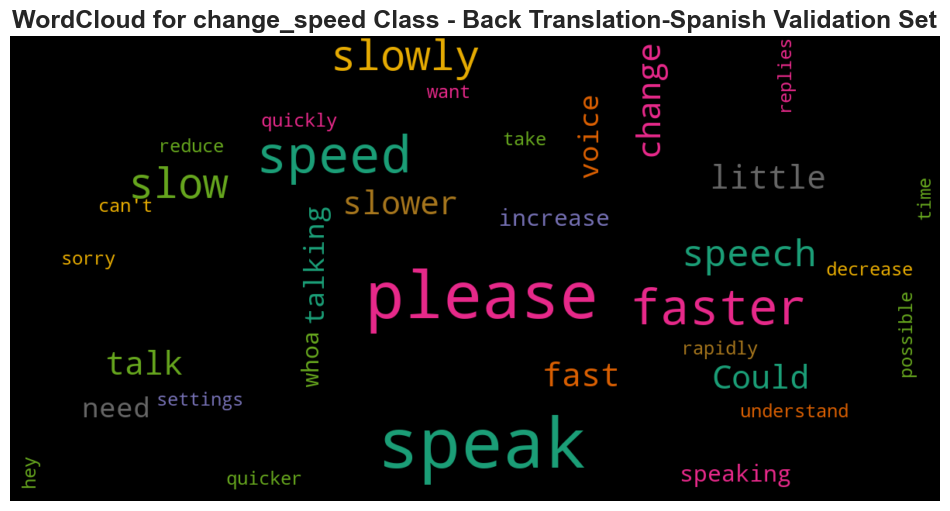 WordCloud for change_speed Class - Back Translation-Spanish Validation Set
slowly
change
replies
want
quickly
voice
take
reduce
speed
slow
little
can't
slower
time
increase
talking
sorry
speech
decrease
please
faster
possible
whoa
rapidly
talk
fast
Could
need
settings
understand
speak
hey
quicker
speaking